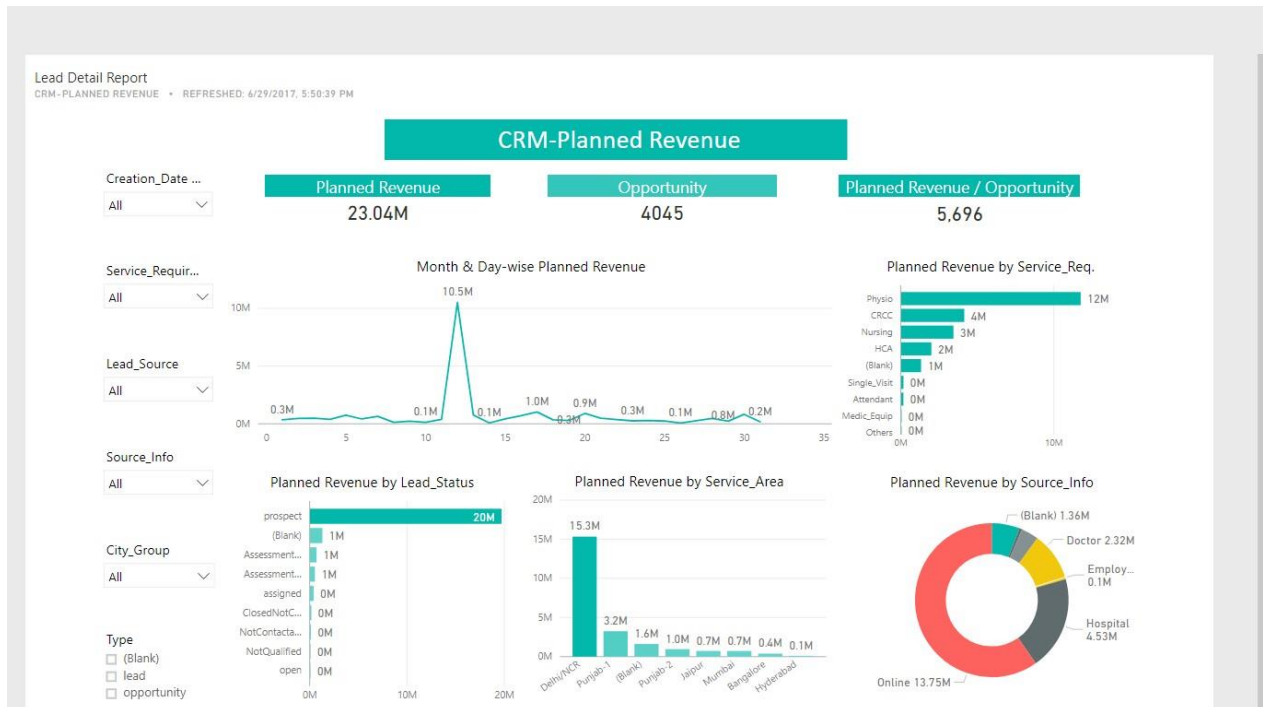 Lead Detail Report
CRM-PLANNED REVENUE • REFRESHED: 6/29/2017, 5:50:39 PM
CRM-Planned Revenue
Creation_Date ...
All
Planned Revenue
23.04M
Opportunity
4045
Planned Revenue / Opportunity
5,696
Service_Requir...
All
Lead_Source
All
Source_Info
All
City_Group
All
Type
(Blank)
lead
opportunity
Month & Day-wise Planned Revenue
10M
5M
0M
0.3M
0.1M
10.5M
0.1M
1.0M
0.3M
0.9M
0.3M
0.1M
0.8M
0.2M
0 5 10 15 20 25 30 35
Planned Revenue by Service_Req.
Physio 12M
CRCC 4M
Nursing 3M
HCA 2M
(Blank) 1M
Single_Visit 0M
Attendant 0M
Medic_Equip 0M
Others 0M
0M 10M
Planned Revenue by Lead_Status
prospect 20M
(Blank) 1M
Assessment... 1M
Assessment... 1M
assigned 0M
ClosedNotC... 0M
NotContacta... 0M
NotQualified 0M
open 0M
0M 10M 20M
Planned Revenue by Service_Area
20M
15M
10M
5M
0M
15.3M 3.2M 1.6M 1.0M 0.7M 0.7M 0.4M 0.1M
Delhi/NCR Punjab-1 (Blank) Punjab-2 Jaipur Mumbai Bangalore Hyderabad
Planned Revenue by Source_Info
(Blank) 1.36M
Doctor 2.32M
Employ...
0.1M
Hospital
4.53M
Online 13.75M